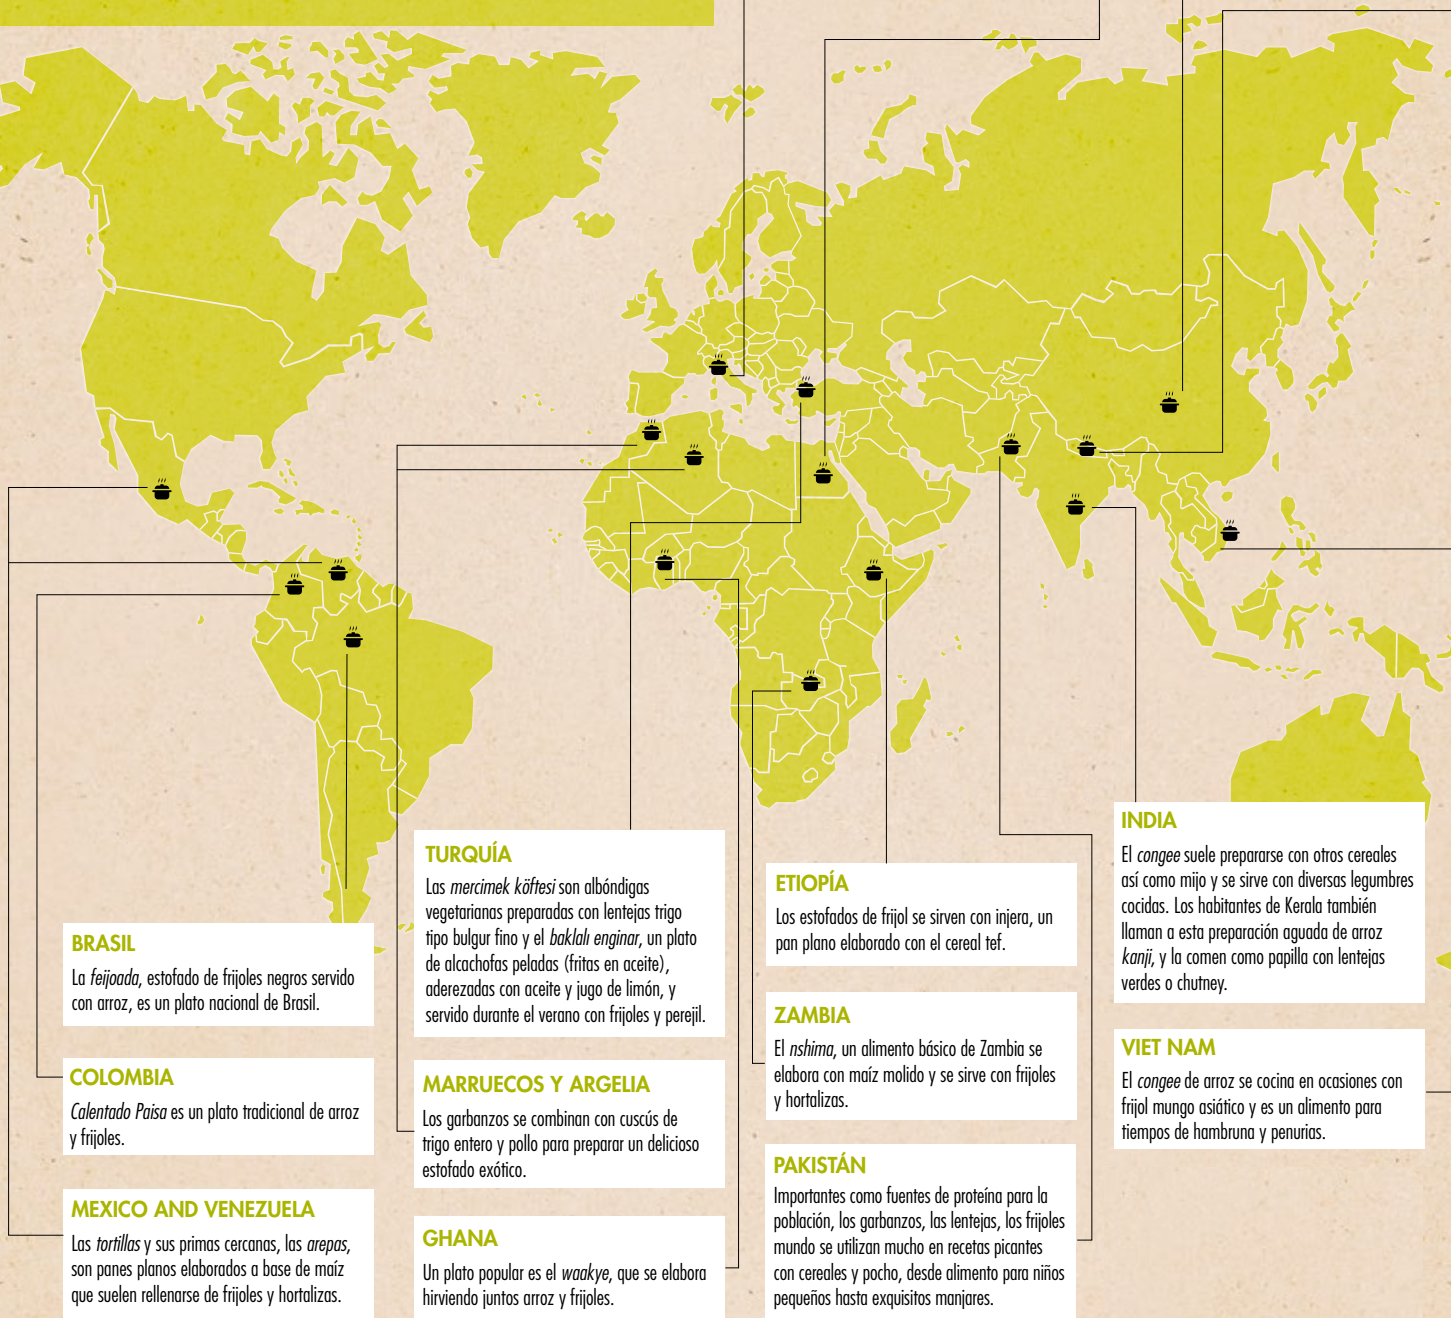 BRASIL
La feijoada, estofado de frijoles negros servido
con arroz, es un plato nacional de Brasil.
COLOMBIA
Calentado Paisa es un plato tradicional de arroz
y frijoles.
MEXICO AND VENEZUELA
Las tortillas y sus primas cercanas, las arepas,
son panes planos elaborados a base de maíz
que suelen rellenarse de frijoles y hortalizas.
TURQUÍA
Las mercimek köftesi son albóndigas
vegetarianas preparadas con lentejas trigo
tipo bulgur fino y el baklalı enginar, un plato
de alcachofas peladas (fritas en aceite),
aderezadas con aceite y jugo de limón, y
servido durante el verano con frijoles y perejil.
MARRUECOS Y ARGELIA
Los garbanzos se combinan con cuscús de
trigo entero y pollo para preparar un delicioso
estofado exótico.
GHANA
Un plato popular es el waakye, que se elabora
hirviendo juntos arroz y frijoles.
ETIOPÍA
Los estofados de frijol se sirven con injera, un
pan plano elaborado con el cereal tef.
ZAMBIA
El nshima, un alimento básico de Zambia se
elabora con maíz molido y se sirve con frijoles
y hortalizas.
PAKISTÁN
Importantes como fuentes de proteína para la
población, los garbanzos, las lentejas, los frijoles
mundo se utilizan mucho en recetas picantes
con cereales y pocho, desde alimento para niños
pequeños hasta exquisitos manjares.
INDIA
El congee suele prepararse con otros cereales
así como mijo y se sirve con diversas legumbres
cocidas. Los habitantes de Kerala también
llaman a esta preparación aguada de arroz
kanji, y la comen como papilla con lentejas
verdes o chutney.
VIET NAM
El congee de arroz se cocina en ocasiones con
frijol mungo asiático y es un alimento para
tiempos de hambruna y penurias.